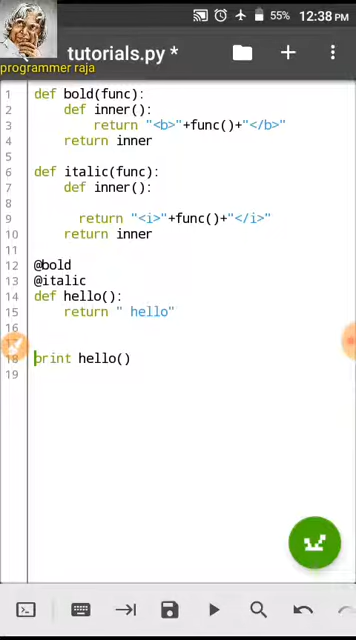 55% 12:38 PM
tutorials.py *
programmer raja
1 def bold(func):
2     def inner():
3         return "<b>"+func()+"</b>"
4     return inner
5
6 def italic(func):
7     def inner():
8
9       return "<i>"+func()+"</i>"
10     return inner
11
12 @bold
13 @italic
14 def hello():
15     return " hello"
16
18 print hello()
19